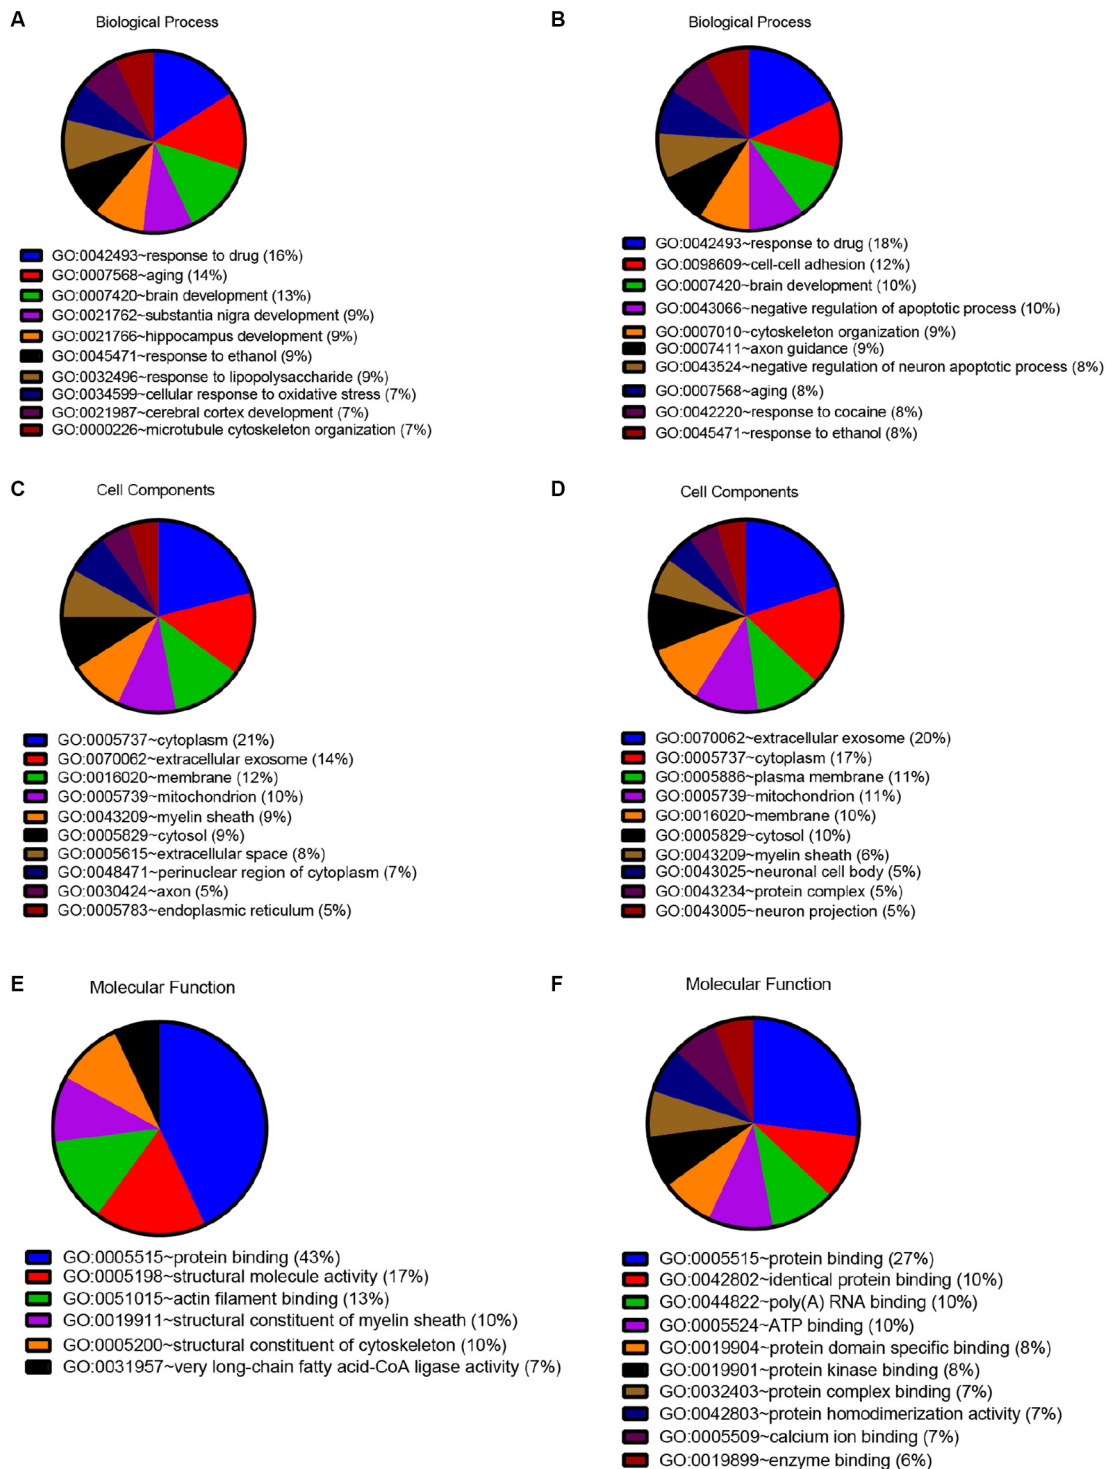 A
Biological Process
GO:0042493~response to drug (16%)
GO:0007568~aging (14%)
GO:0007420~brain development (13%)
GO:0021762~substantia nigra development (9%)
GO:0021766~hippocampus development (9%)
GO:0045471~response to ethanol (9%)
GO:0032496~response to lipopolysaccharide (9%)
GO:0034599~cellular response to oxidative stress (7%)
GO:0021987~cerebral cortex development (7%)
GO:0000226~microtubule cytoskeleton organization (7%)
B
Biological Process
GO:0042493~response to drug (18%)
GO:0098609~cell-cell adhesion (12%)
GO:0007420~brain development (10%)
GO:0043066~negative regulation of apoptotic process (10%)
GO:0007010~cytoskeleton organization (9%)
GO:0007411~axon guidance (9%)
GO:0043524~negative regulation of neuron apoptotic process (8%)
GO:0007568~aging (8%)
GO:0042220~response to cocaine (8%)
GO:0045471~response to ethanol (8%)
C
Cell Components
GO:0005737~cytoplasm (21%)
GO:0070062~extracellular exosome (14%)
GO:0016020~membrane (12%)
GO:0005739~mitochondrion (10%)
GO:0043209~myelin sheath (9%)
GO:0005829~cytosol (9%)
GO:0005615~extracellular space (8%)
GO:0048471~perinuclear region of cytoplasm (7%)
GO:0030424~axon (5%)
GO:0005783~endoplasmic reticulum (5%)
D
Cell Components
GO:0070062~extracellular exosome (20%)
GO:0005737~cytoplasm (17%)
GO:0005886~plasma membrane (11%)
GO:0005739~mitochondrion (11%)
GO:0016020~membrane (10%)
GO:0005829~cytosol (10%)
GO:0043209~myelin sheath (6%)
GO:0043025~neuronal cell body (5%)
GO:0043234~protein complex (5%)
GO:0043005~neuron projection (5%)
E
Molecular Function
GO:0005515~protein binding (43%)
GO:0005198~structural molecule activity (17%)
GO:0051015~actin filament binding (13%)
GO:0019911~structural constituent of myelin sheath (10%)
GO:0005200~structural constituent of cytoskeleton (10%)
GO:0031957~very long-chain fatty acid-CoA ligase activity (7%)
F
Molecular Function
GO:0005515~protein binding (27%)
GO:0042802~identical protein binding (10%)
GO:0044822~poly(A) RNA binding (10%)
GO:0005524~ATP binding (10%)
GO:0019904~protein domain specific binding (8%)
GO:0019901~protein kinase binding (8%)
GO:0032403~protein complex binding (7%)
GO:0042803~protein homodimerization activity (7%)
GO:0005509~calcium ion binding (7%)
GO:0019899~enzyme binding (6%)